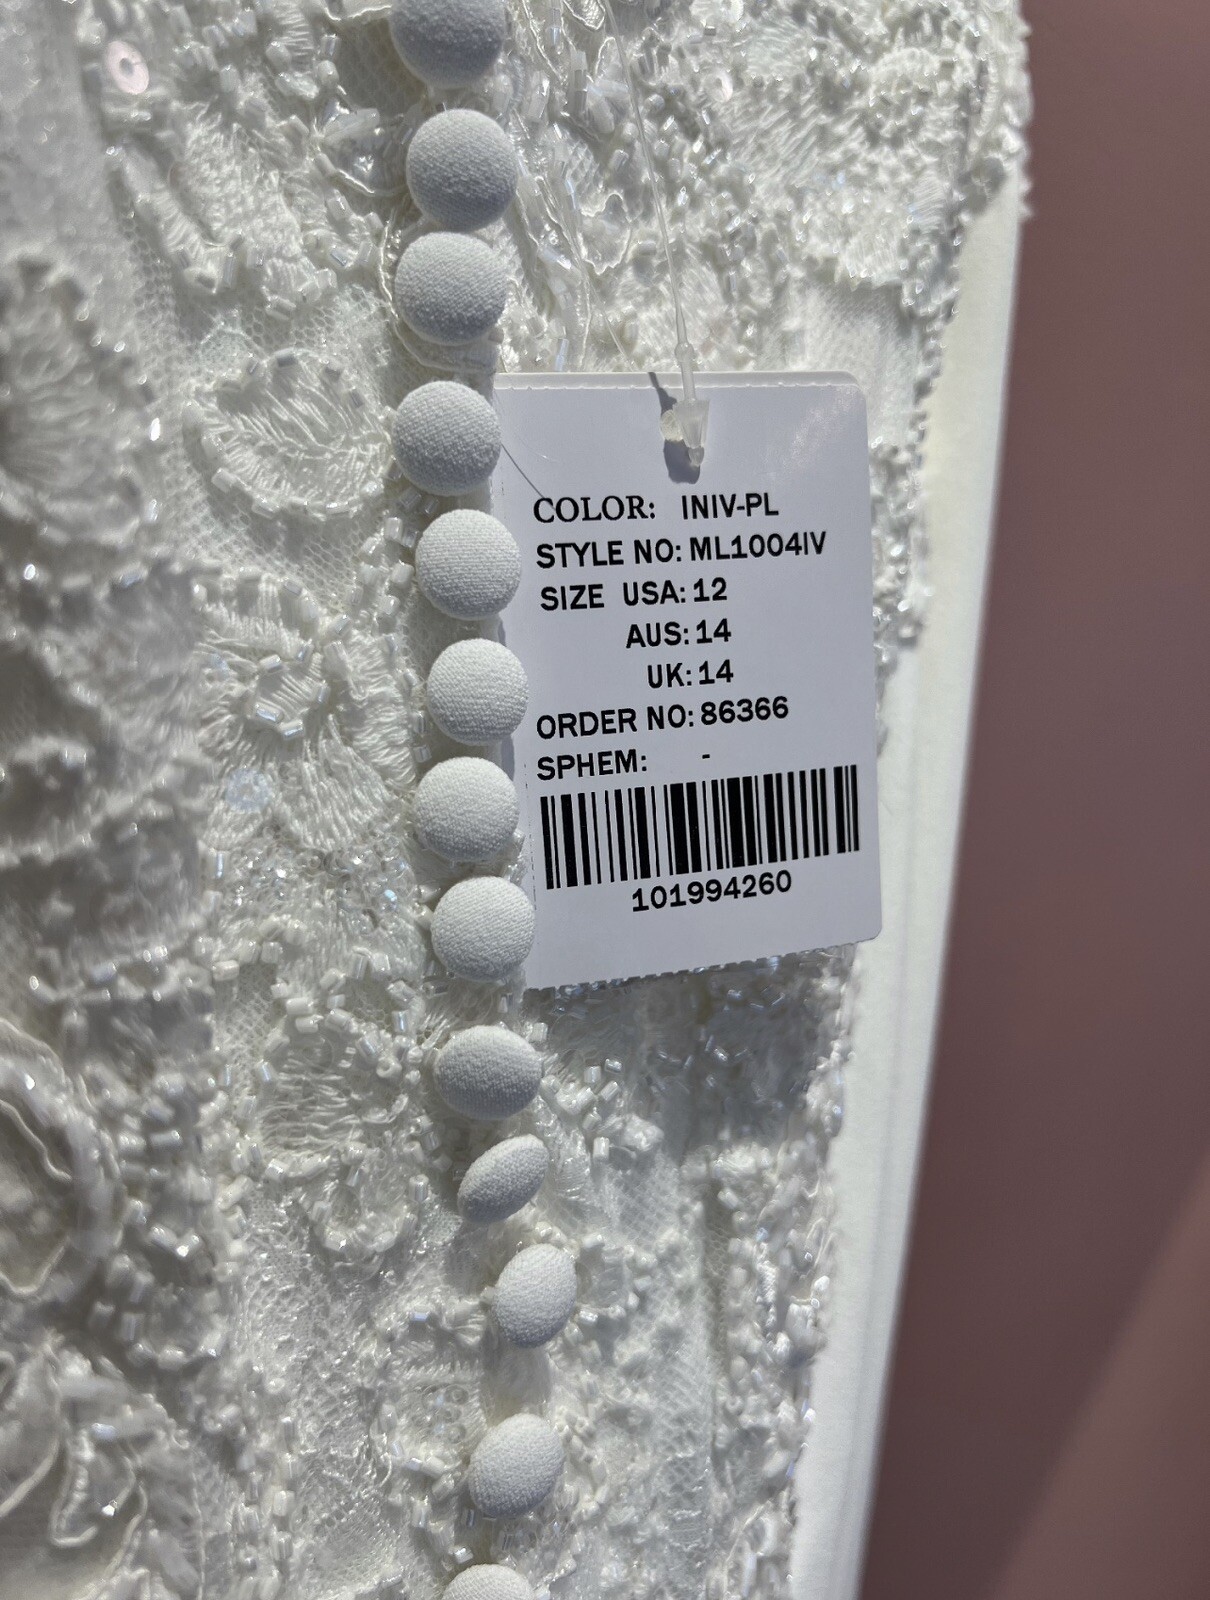 COLOR: INIV-PL
STYLE NO: ML1004IV
SIZE USA: 12
AUS: 14
UK: 14
ORDER NO: 86366
SPHEM: -
101994260